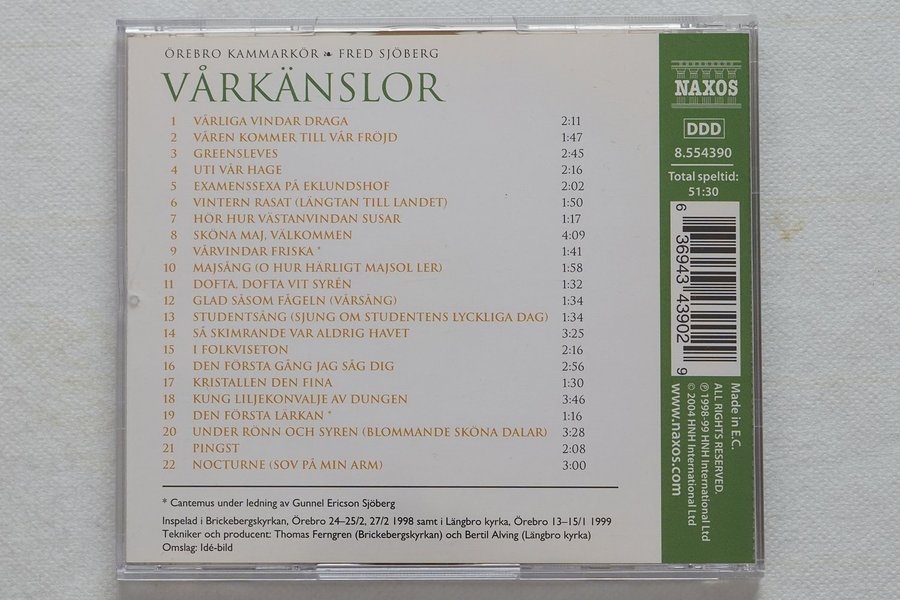 ÖREBRO KAMMARKÖR ❧ FRED SJÖBERG
VÅRKÄNSLOR
1 VÅRLIGA VINDAR DRAGA 2:11
2 VÅREN KOMMER TILL VÅR FRÖJD 1:47
3 GREENSLEVES 2:45
4 UTI VÅR HAGE 2:16
5 EXAMENSSEXA PÅ EKLUNDSHOF 2:02
6 VINTERN RASAT (LÄNGTAN TILL LANDET) 1:50
7 HÖR HUR VÄSTANVINDAN SUSAR 1:17
8 SKÖNA MAJ, VÄLKOMMEN 4:09
9 VÅRVINDAR FRISKA * 1:41
10 MAJSÅNG (O HUR HÄRLIGT MAJSOL LER) 1:58
11 DOFTA, DOFTA VIT SYRÉN 1:32
12 GLAD SÅSOM FÅGELN (VÅRSÅNG) 1:34
13 STUDENTSÅNG (SJUNG OM STUDENTENS LYCKLIGA DAG) 1:34
14 SÅ SKIMRANDE VAR ALDRIG HAVET 3:25
15 I FOLKVISETON 2:16
16 DEN FÖRSTA GÅNG JAG SÅG DIG 2:56
17 KRISTALLEN DEN FINA 1:30
18 KUNG LILJEKONVALJE AV DUNGEN 3:46
19 DEN FÖRSTA LÄRKAN * 1:16
20 UNDER RÖNN OCH SYREN (BLOMMANDE SKÖNA DALAR) 3:28
21 PINGST 2:08
22 NOCTURNE (SOV PÅ MIN ARM) 3:00
* Cantemus under ledning av Gunnel Ericson Sjöberg
Inspelad i Brickebergskyrkan, Örebro 24–25/2, 27/2 1998 samt i Längbro kyrka, Örebro 13–15/1 1999
Tekniker och producent: Thomas Ferngren (Brickebergskyrkan) och Bertil Alving (Längbro kyrka)
Omslag: Idé-bild
NAXOS
DDD
8.554390
Total speltid:
51:30
6 36943 43902 9
Made in E.C.
ALL RIGHTS RESERVED.
℗ 1998-99 HNH International Ltd
© 2004 HNH International Ltd
www.naxos.com